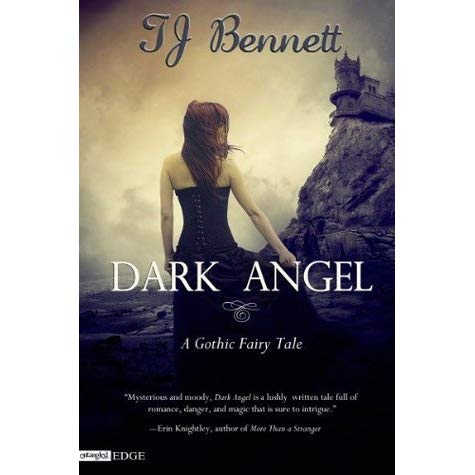 TJ Bennett
DARK ANGEL
A Gothic Fairy Tale
“Mysterious and moody, Dark Angel is a lushly written tale full of
romance, danger, and magic that is sure to intrigue.”
—Erin Knightley, author of More Than a Stranger
entangled EDGE